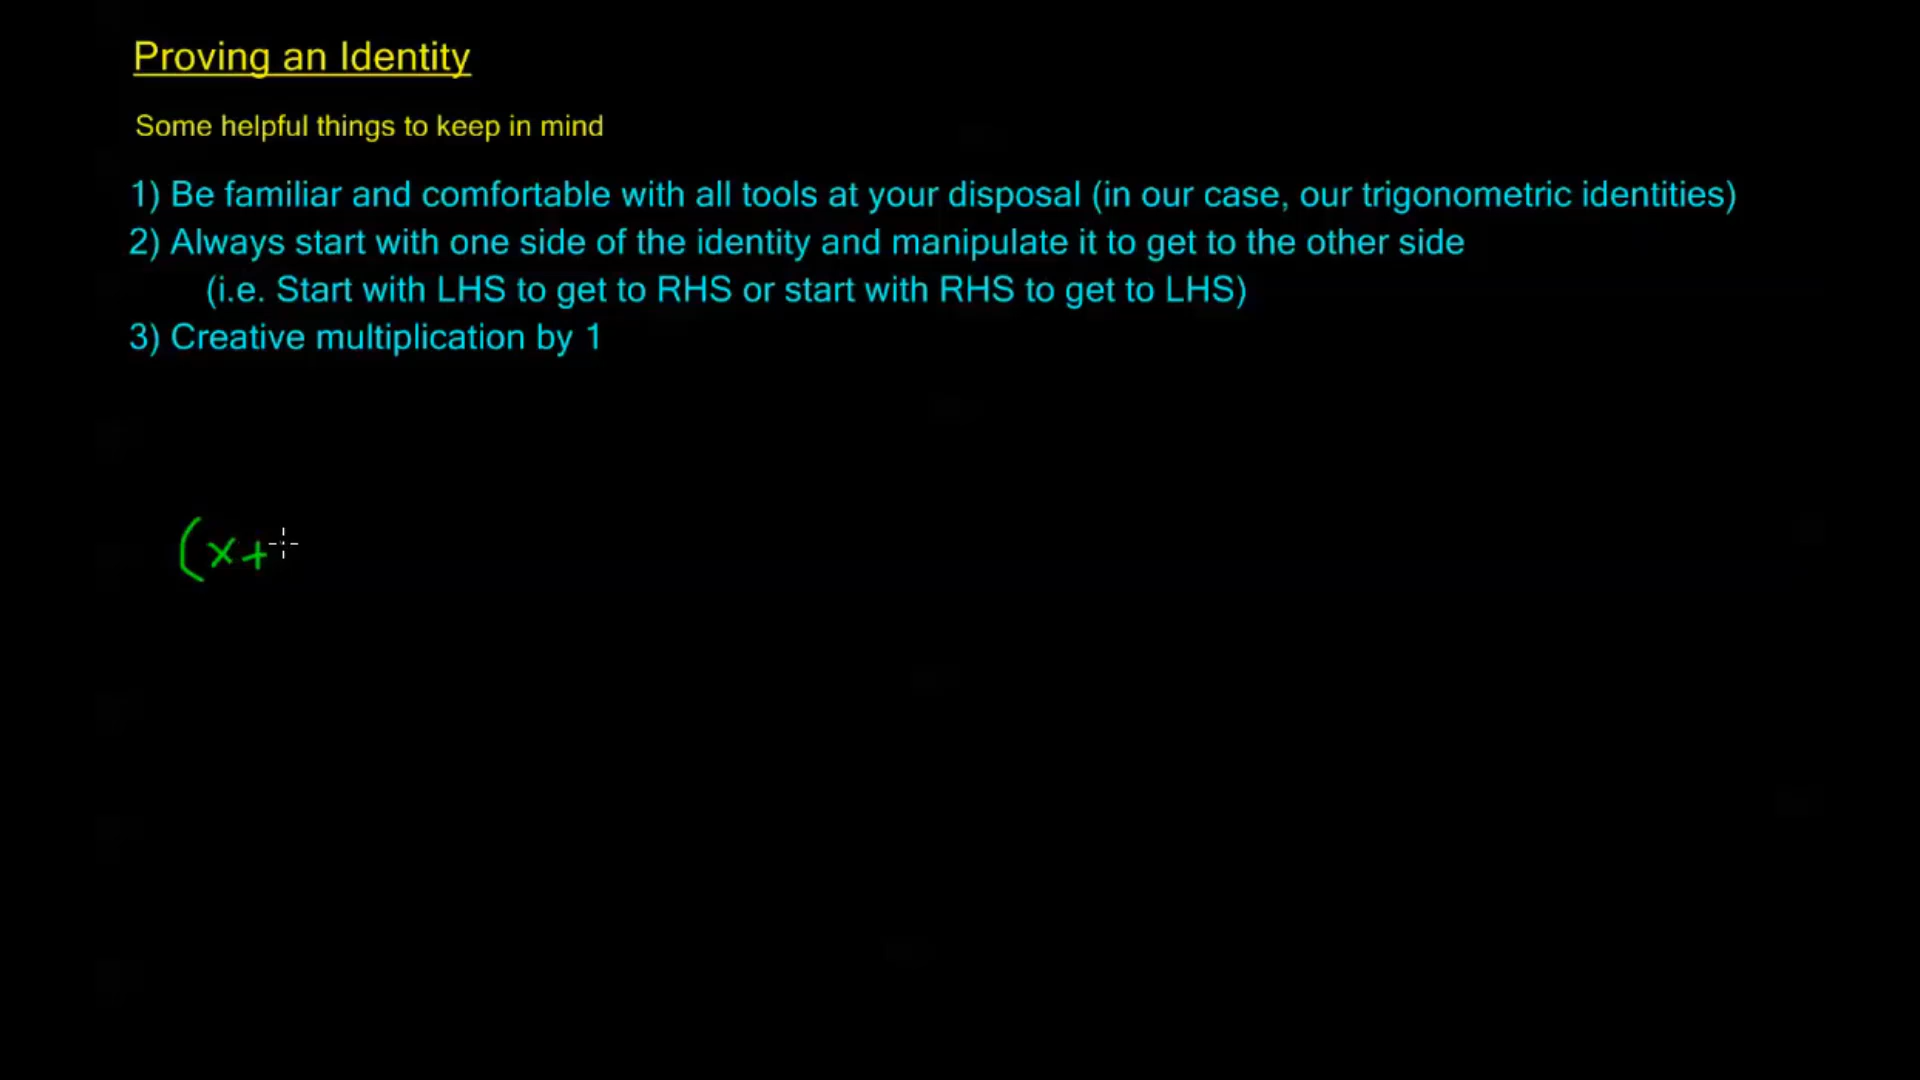 Proving an Identity
Some helpful things to keep in mind
1) Be familiar and comfortable with all tools at your disposal (in our case, our trigonometric identities)
2) Always start with one side of the identity and manipulate it to get to the other side
(i.e. Start with LHS to get to RHS or start with RHS to get to LHS)
3) Creative multiplication by 1
(x+